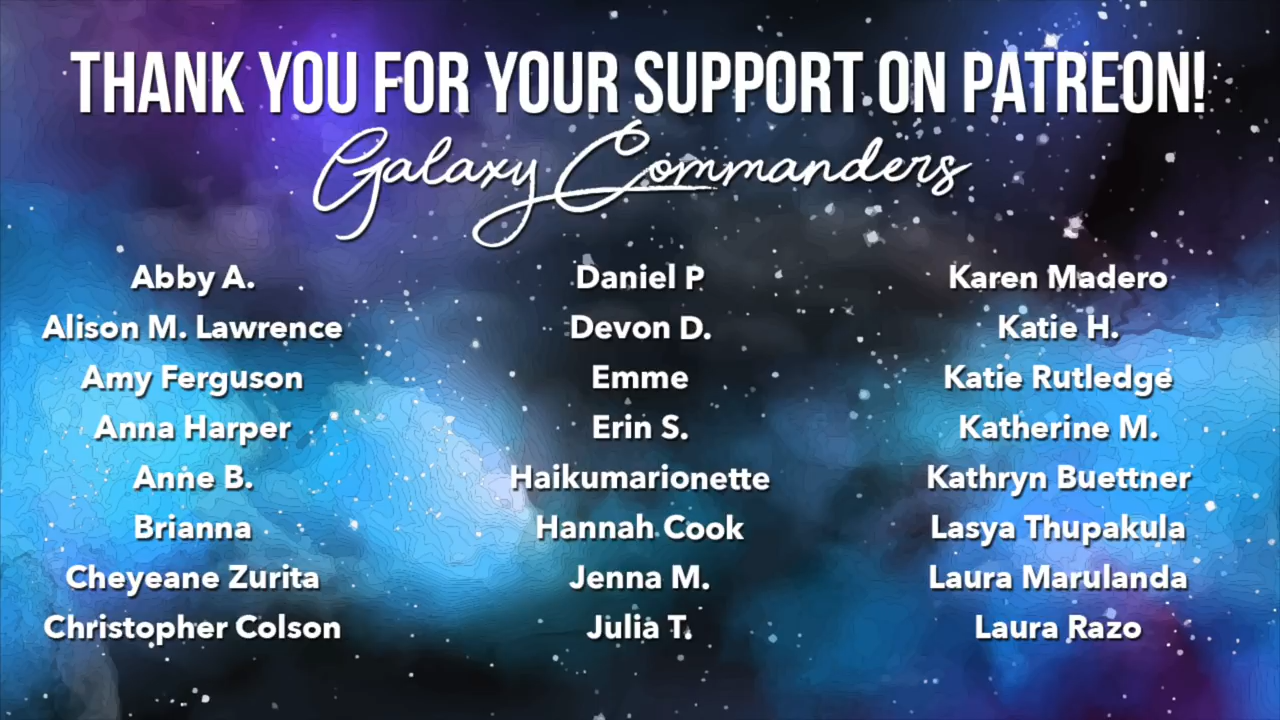 THANK YOU FOR YOUR SUPPORT ON PATREON!
Galaxy Commanders
Abby A.
Alison M. Lawrence
Amy Ferguson
Anna Harper
Anne B.
Brianna
Cheyeane Zurita
Christopher Colson
Daniel P
Devon D.
Emme
Erin S.
Haikumarionette
Hannah Cook
Jenna M.
Julia T.
Karen Madero
Katie H.
Katie Rutledge
Katherine M.
Kathryn Buettner
Lasya Thupakula
Laura Marulanda
Laura Razo